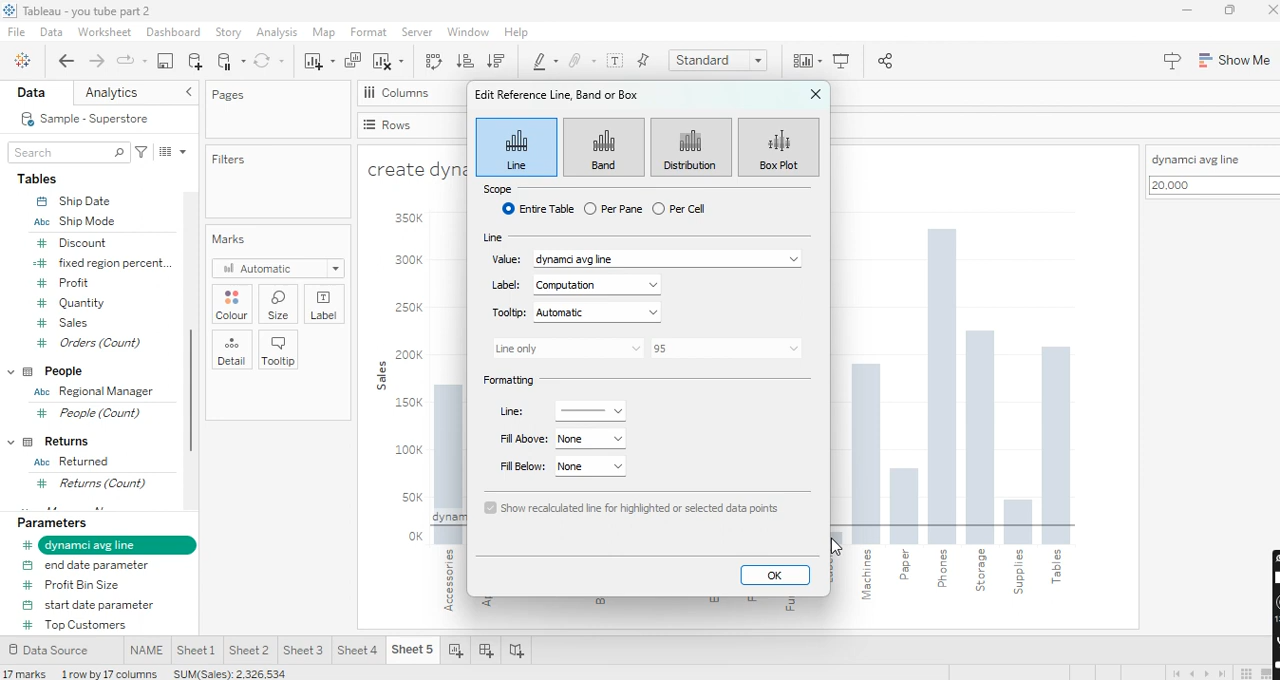 Tableau - you tube part 2
File Data Worksheet Dashboard Story Analysis Map Format Server Window Help
Standard
Show Me
Data Analytics
Sample - Superstore
Search
Tables
Ship Date
Abc Ship Mode
Discount
fixed region percent...
Profit
Quantity
Sales
Orders (Count)
People
Abc Regional Manager
People (Count)
Returns
Abc Returned
Returns (Count)
Parameters
dynamci avg line
end date parameter
Profit Bin Size
start date parameter
Top Customers
Pages
Filters
Marks
Automatic
Colour Size Label
Detail Tooltip
Columns
Rows
create dyna
Sales
350K
300K
250K
200K
150K
100K
50K
0K
dynam
Accessories
Machines
Paper
Phones
Storage
Supplies
Tables
Edit Reference Line, Band or Box
Line Band Distribution Box Plot
Scope
Entire Table Per Pane Per Cell
Line
Value: dynamci avg line
Label: Computation
Tooltip: Automatic
Line only 95
Formatting
Line:
Fill Above: None
Fill Below: None
Show recalculated line for highlighted or selected data points
OK
dynamci avg line
20,000
Data Source NAME Sheet 1 Sheet 2 Sheet 3 Sheet 4 Sheet 5
17 marks 1 row by 17 columns SUM(Sales): 2,326,534